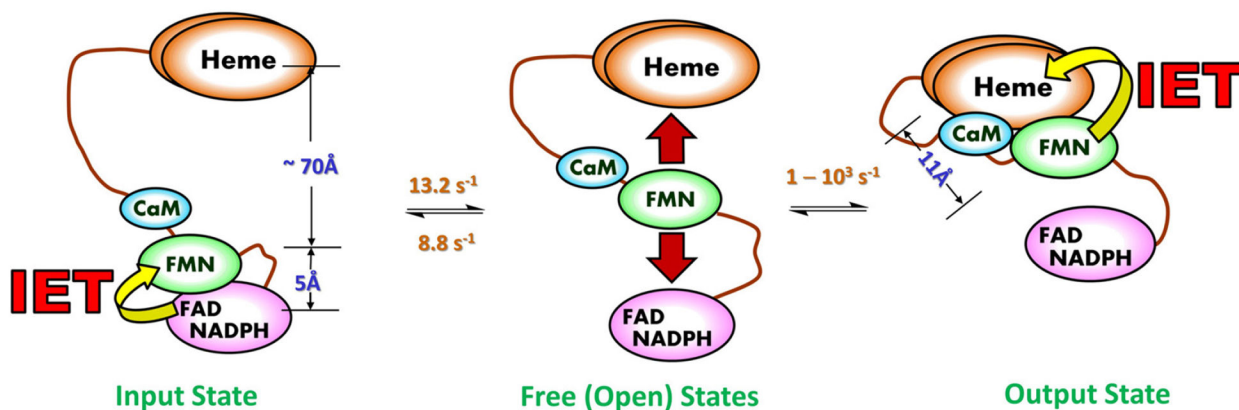 Heme
~ 70Å
CaM
FMN
IET
5Å
FAD
NADPH
Input State
13.2 s⁻¹
8.8 s⁻¹
Heme
CaM
FMN
FAD
NADPH
Free (Open) States
1 – 10³ s⁻¹
Heme
IET
CaM
FMN
11Å
FAD
NADPH
Output State